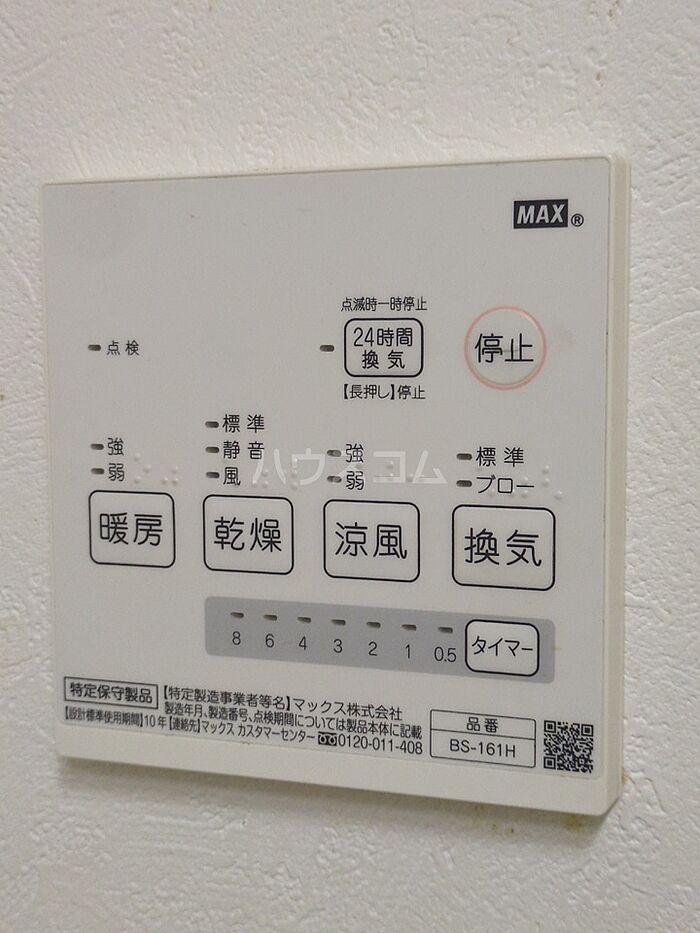 MAX®
点滅時一時停止
点検
24時間
換気
停止
【長押し】停止
強
弱
標準
静音
風
強
弱
標準
ブロー
ハウスコム
暖房
乾燥
涼風
換気
8 6 4 3 2 1 0.5 タイマー
特定保守製品 【特定製造事業者等名】マックス株式会社
製造年月、製造番号、点検期間については製品本体に記載
【設計標準使用期間】10年【連絡先】マックス カスタマーセンター 0120-011-408
品番
BS-161H